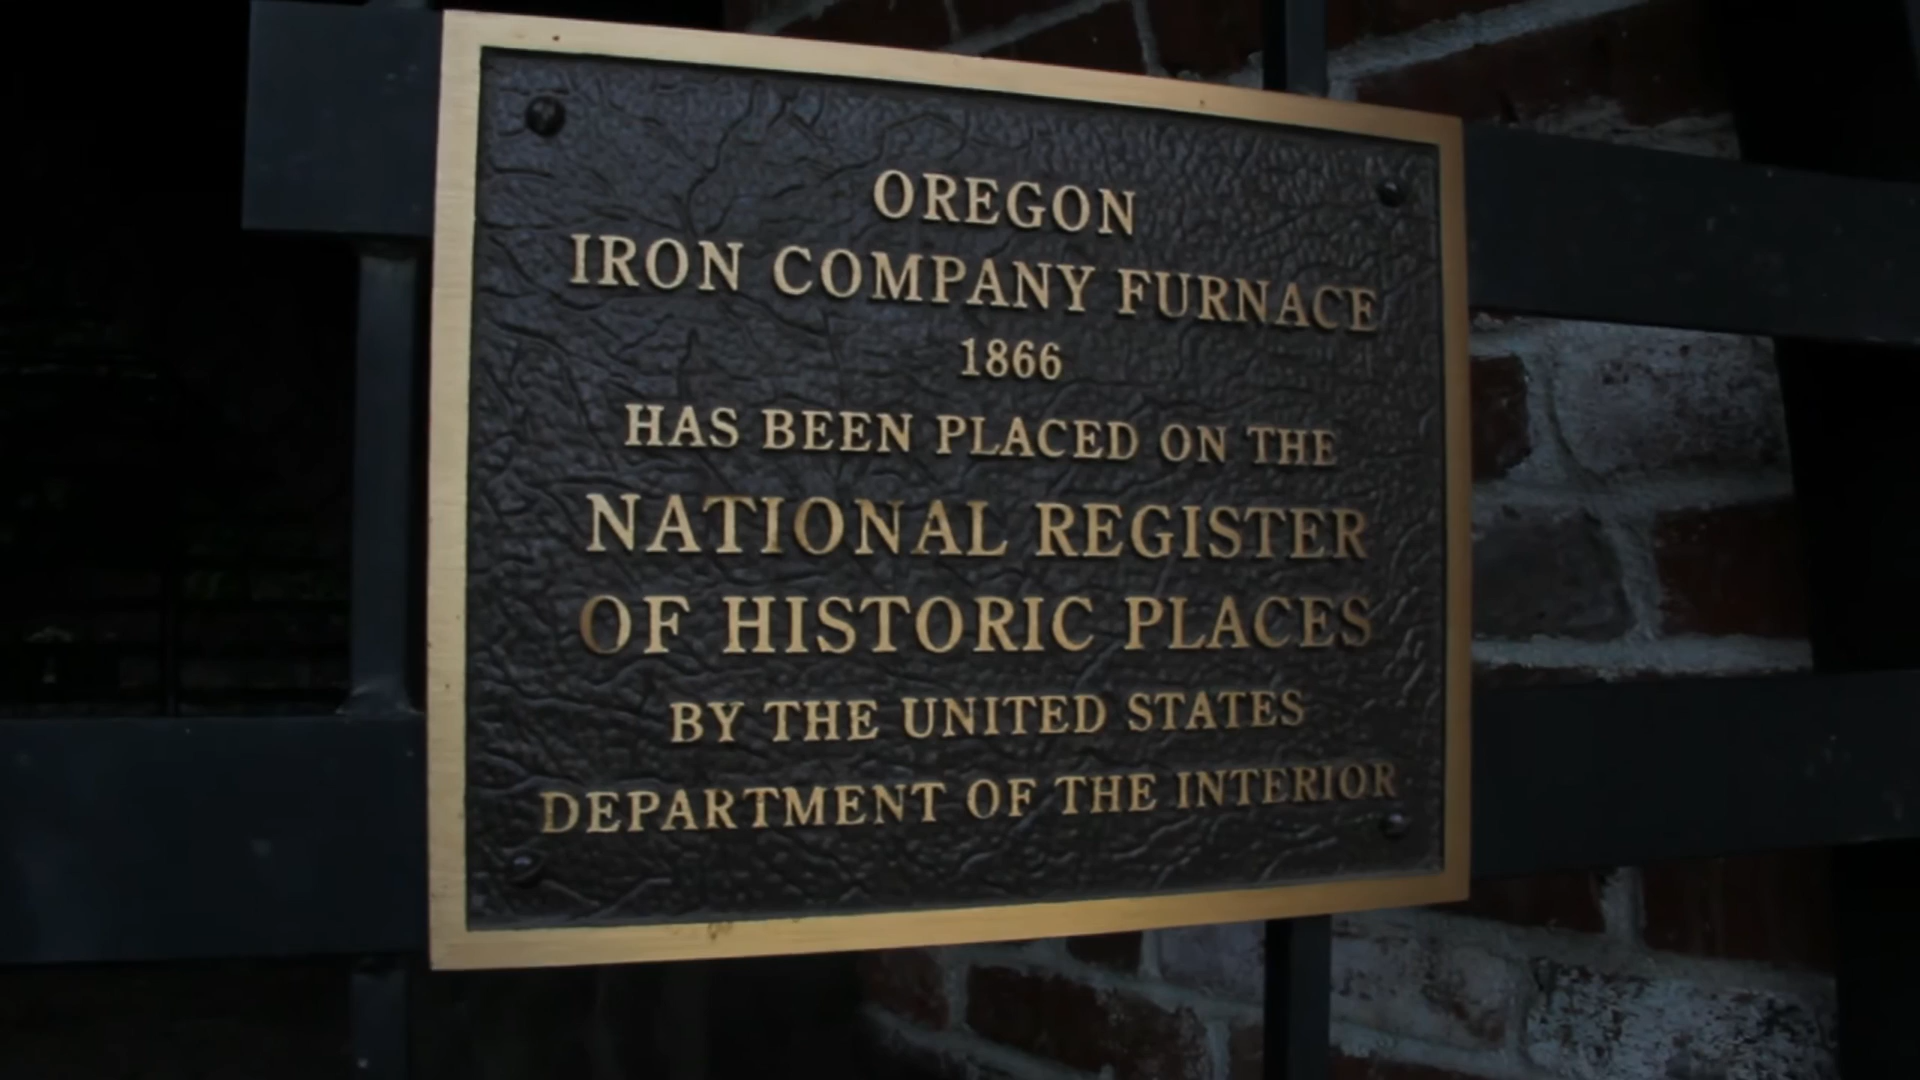 OREGON
IRON COMPANY FURNACE
1866
HAS BEEN PLACED ON THE
NATIONAL REGISTER
OF HISTORIC PLACES
BY THE UNITED STATES
DEPARTMENT OF THE INTERIOR